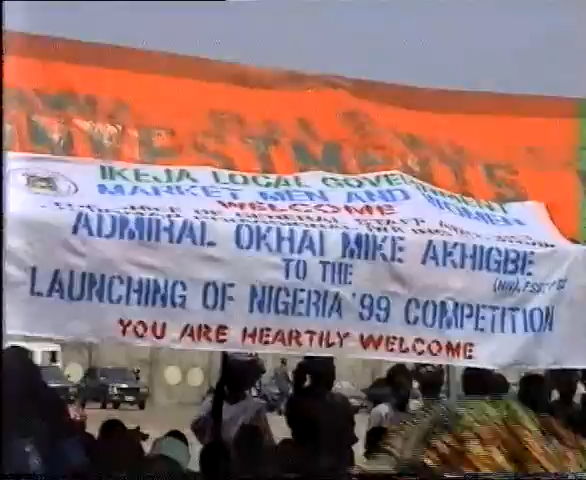 INVESTMENTS
IKEJA LOCAL GOVERNMENT
MARKET MEN AND WOMEN
WELCOME
ADMIRAL OKHAI MIKE AKHIGBE
TO THE
LAUNCHING OF NIGERIA '99 COMPETITION
YOU ARE HEARTILY WELCOME